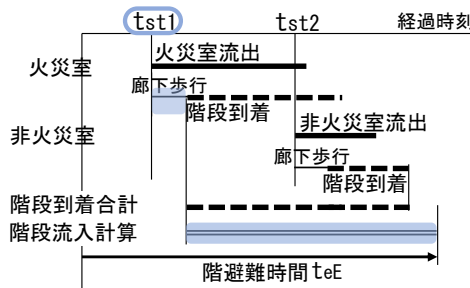 tst1 tst2 経過時刻
火災室流出
火災室
廊下歩行
階段到着
非火災室流出
非火災室
廊下歩行
階段到着
階段到着合計
階段流入計算
階避難時間teE